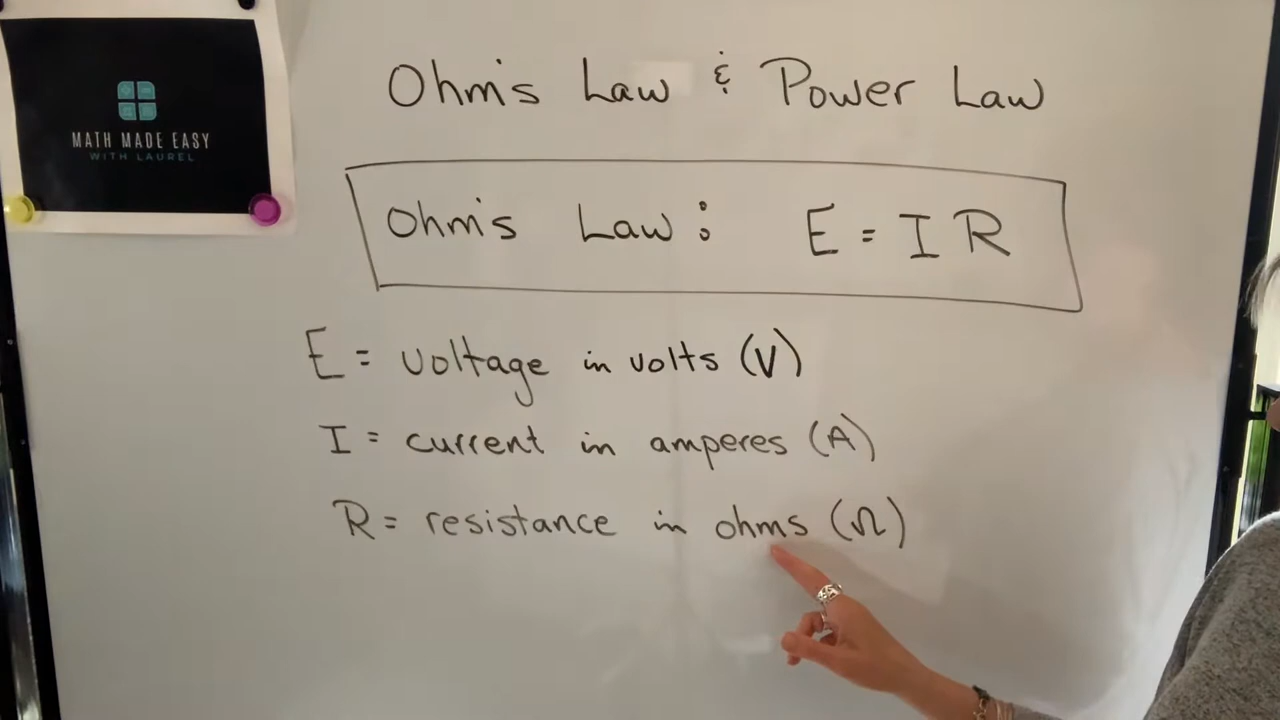 MATH MADE EASY
WITH LAUREL
Ohm's Law & Power Law
Ohm's Law: E = I R
E = voltage in volts (V)
I = current in amperes (A)
R = resistance in ohms (Ω)